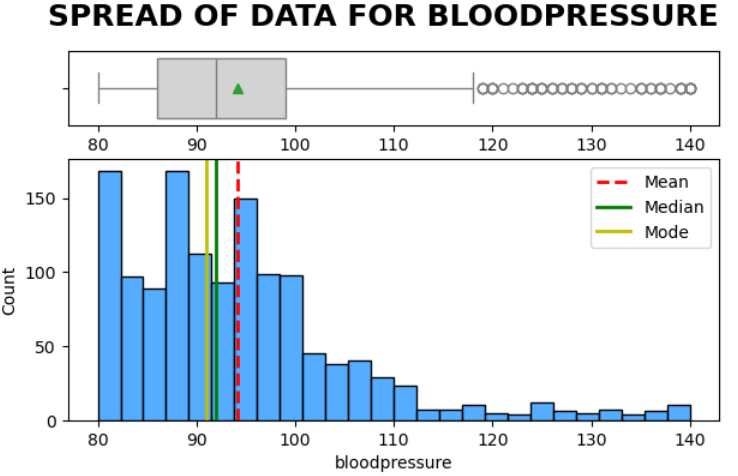 SPREAD OF DATA FOR BLOODPRESSURE
80 90 100 110 120 130 140
150
100
50
0
Count
Mean
Median
Mode
80 90 100 110 120 130 140
bloodpressure